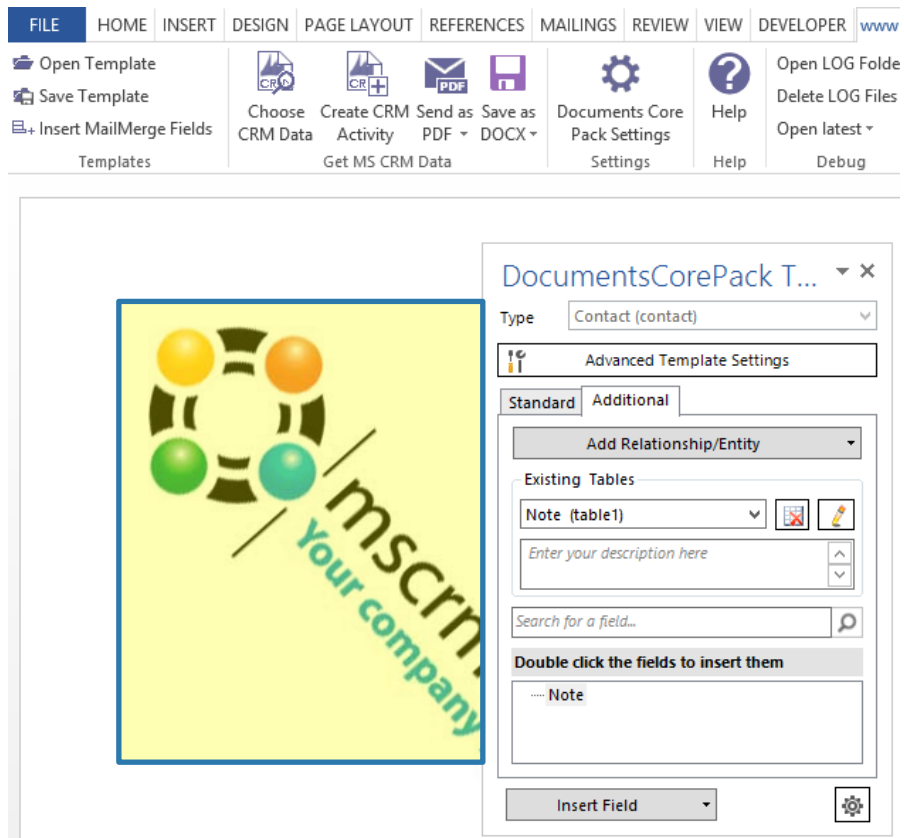 FILE HOME INSERT DESIGN PAGE LAYOUT REFERENCES MAILINGS REVIEW VIEW DEVELOPER www
Open Template
Save Template
Insert MailMerge Fields
Templates
CRM
Choose
CRM Data
CR
Create CRM
Activity
PDF
Send as
PDF
Save as
DOCX
Get MS CRM Data
Documents Core
Pack Settings
Settings
?
Help
Help
Open LOG Folde
Delete LOG Files
Open latest
Debug
mscrm
Your company
DocumentsCorePack T...
Type Contact (contact)
Advanced Template Settings
Standard Additional
Add Relationship/Entity
Existing Tables
Note (table1)
Enter your description here
Search for a field...
Double click the fields to insert them
Note
Insert Field